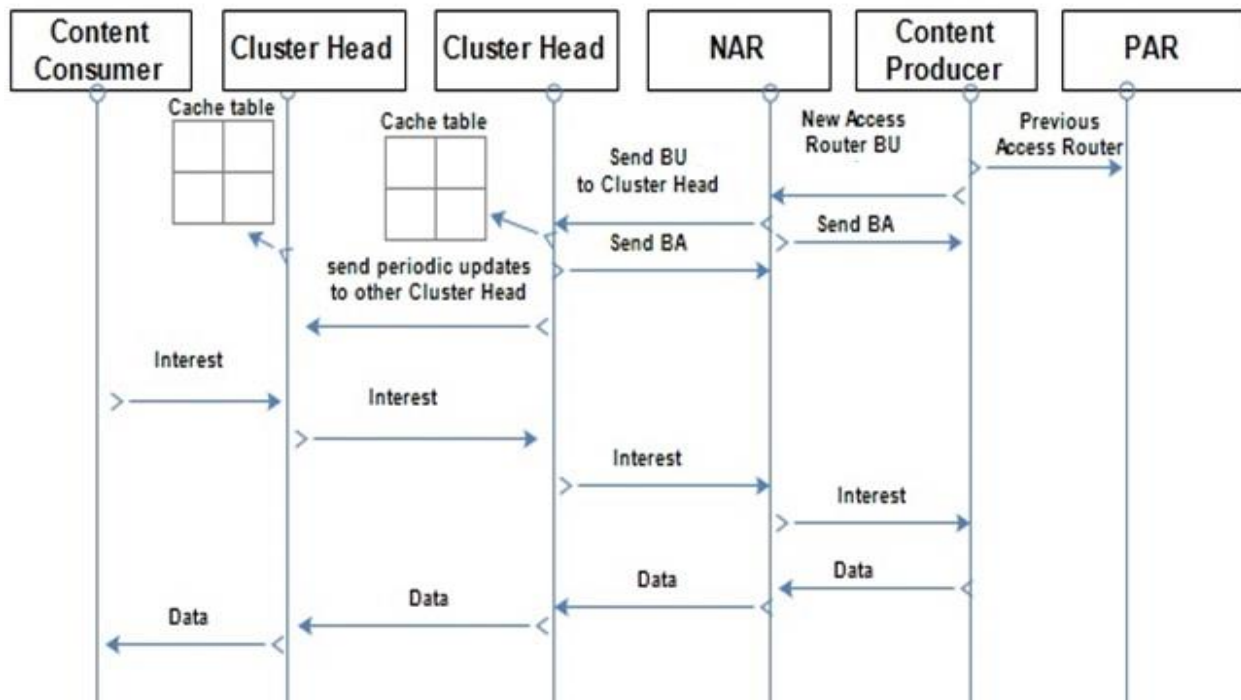 Content
Consumer
Cluster Head
Cluster Head
NAR
Content
Producer
PAR
Cache table
Cache table
New Access
Router BU
Previous
Access Router
Send BU
to Cluster Head
Send BA
Send BA
send periodic updates
to other Cluster Head
Interest
Interest
Interest
Interest
Data
Data
Data
Data